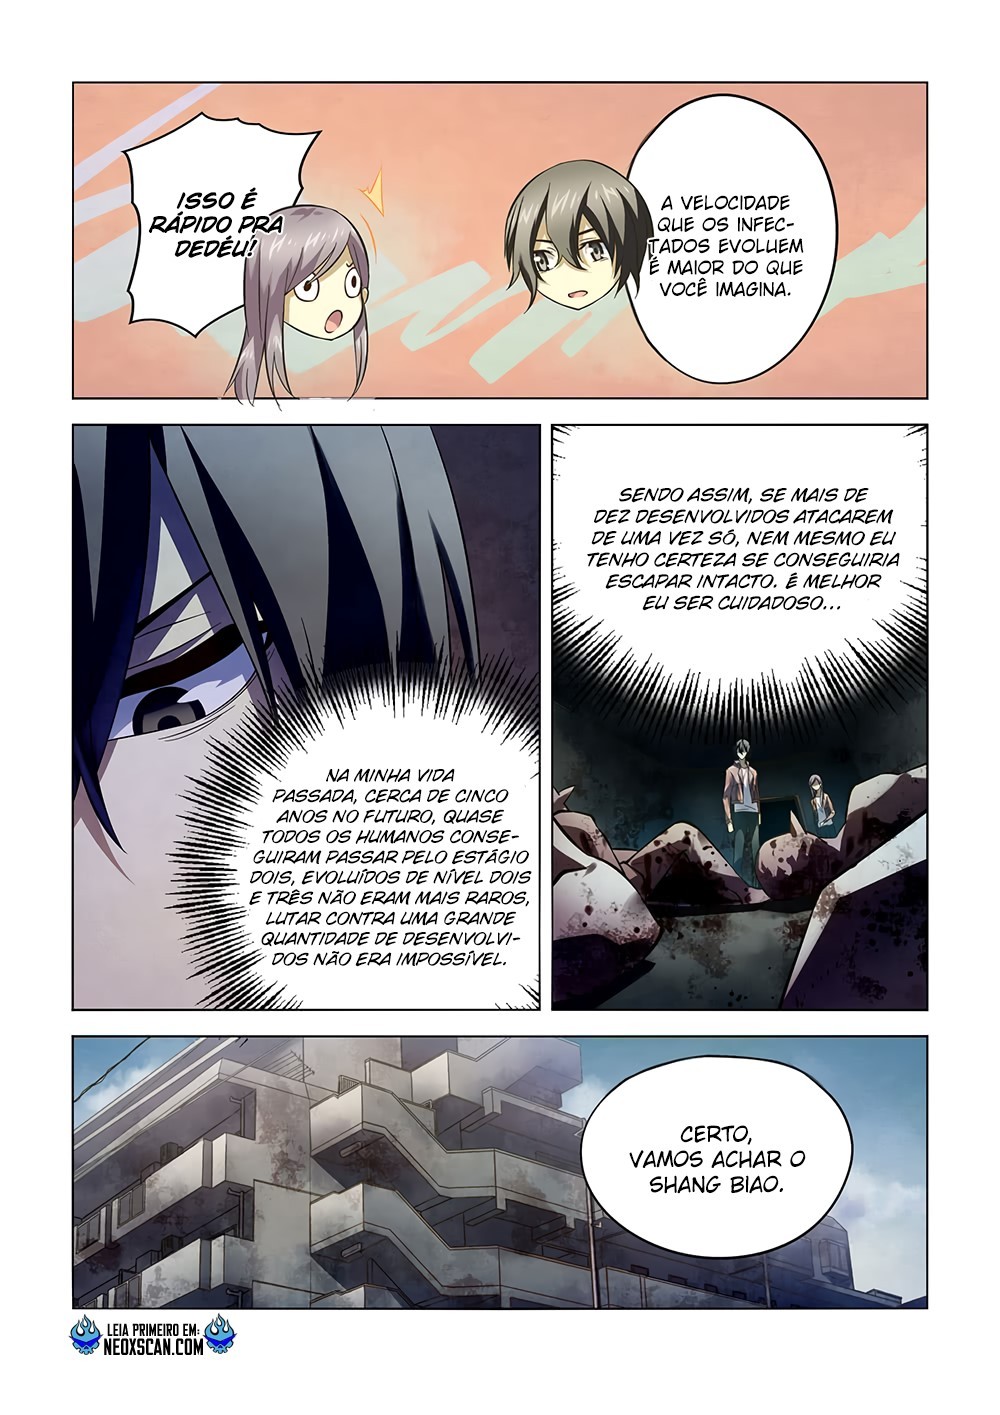 ISSO É
RÁPIDO PRA
DEDÉU!
A VELOCIDADE
QUE OS INFEC-
TADOS EVOLUEM
É MAIOR DO QUE
VOCÊ IMAGINA.
NA MINHA VIDA
PASSADA, CERCA DE CINCO
ANOS NO FUTURO, QUASE
TODOS OS HUMANOS CONSE-
GUIRAM PASSAR PELO ESTÁGIO
DOIS, EVOLUÍDOS DE NÍVEL DOIS
E TRÊS NÃO ERAM MAIS RAROS,
LUTAR CONTRA UMA GRANDE
QUANTIDADE DE DESENVOLVI-
DOS NÃO ERA IMPOSSÍVEL.
SENDO ASSIM, SE MAIS DE
DEZ DESENVOLVIDOS ATACAREM
DE UMA VEZ SÓ, NEM MESMO EU
TENHO CERTEZA SE CONSEGUIRIA
ESCAPAR INTACTO. É MELHOR
EU SER CUIDADOSO...
CERTO,
VAMOS ACHAR O
SHANG BIAO.
LEIA PRIMEIRO EM:
NEOXSCAN.COM